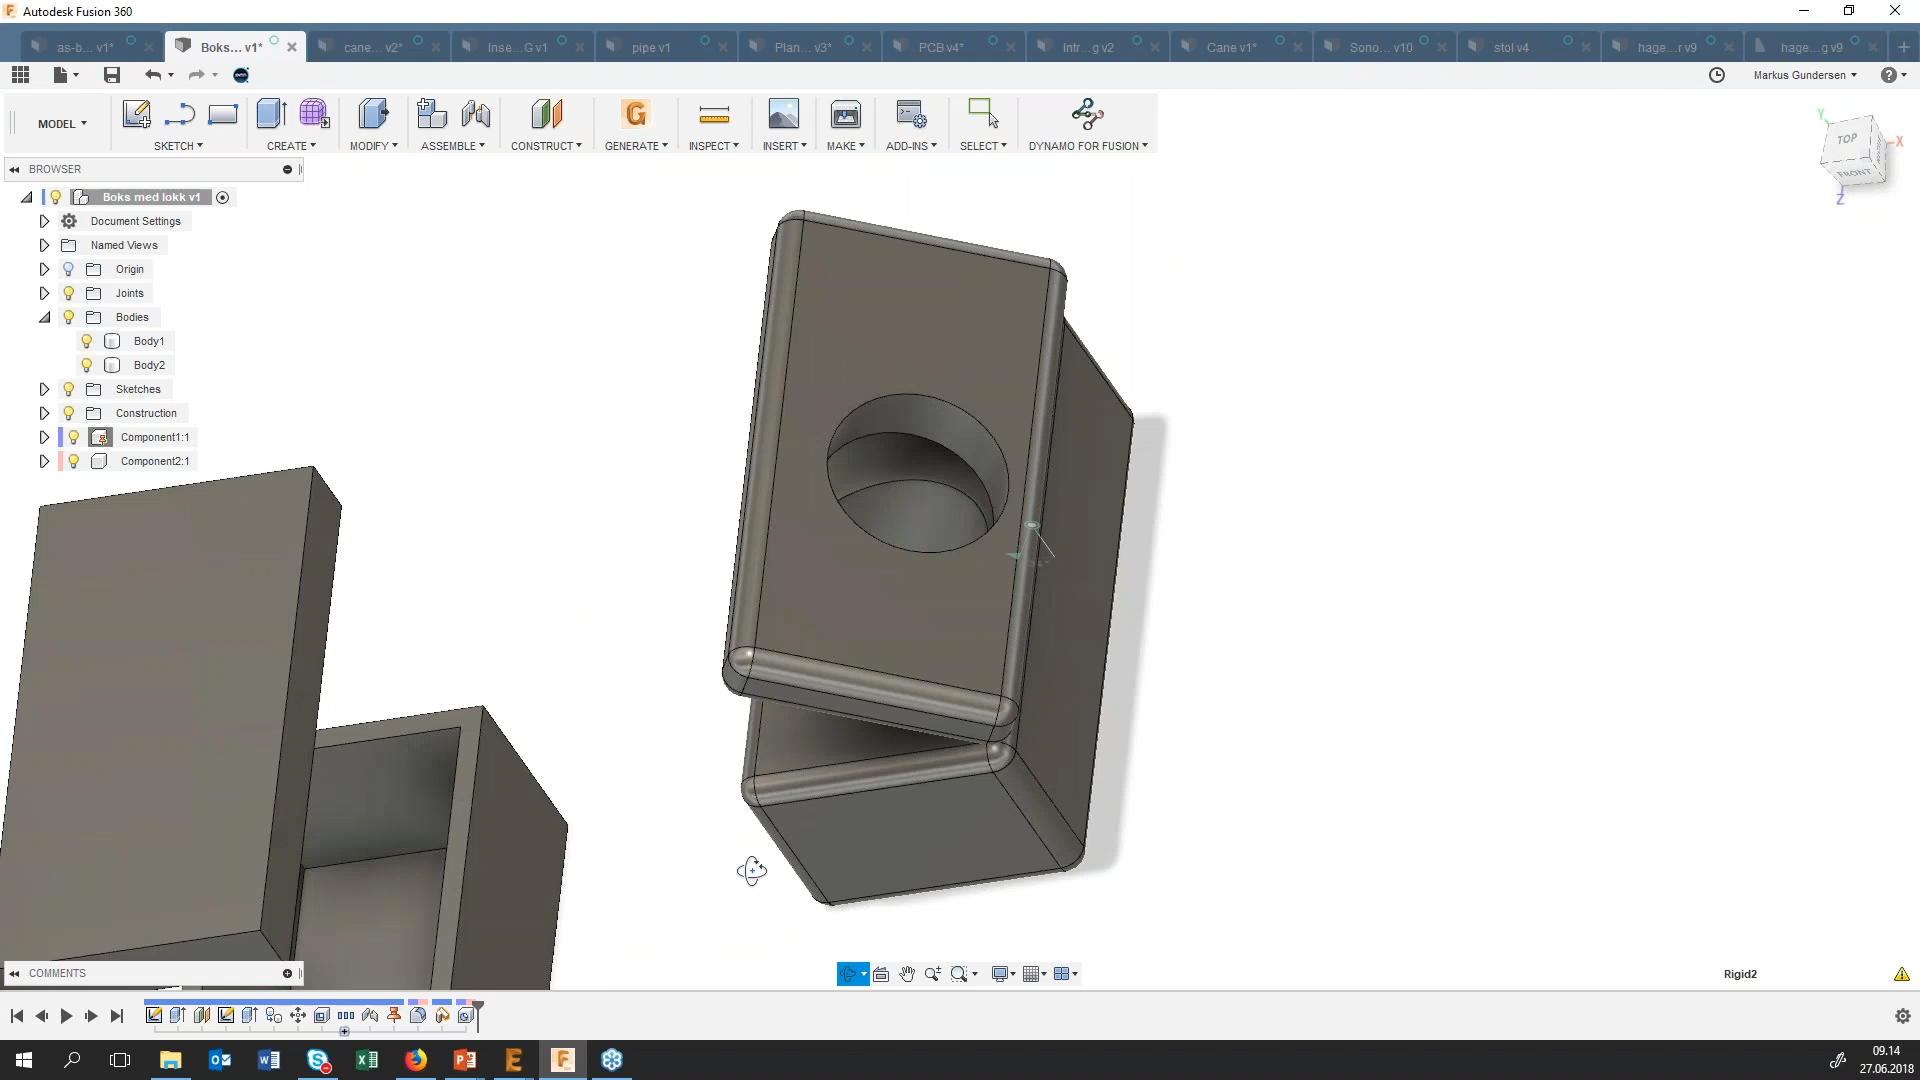 Autodesk Fusion 360
as-b... v1*
Boks... v1*
cane... v2*
Inse...G v1
pipe v1
Plan... v3*
PCB v4*
Intr...g v2
Cane v1*
Sono... v10
stol v4
hage...r v9
hage...g v9
Markus Gundersen
MODEL
SKETCH
CREATE
MODIFY
ASSEMBLE
CONSTRUCT
GENERATE
INSPECT
INSERT
MAKE
ADD-INS
SELECT
DYNAMO FOR FUSION
Y
TOP
X
FRONT
Z
BROWSER
Boks med lokk v1
Document Settings
Named Views
Origin
Joints
Bodies
Body1
Body2
Sketches
Construction
Component1:1
Component2:1
COMMENTS
Rigid2
09.14
27.06.2018